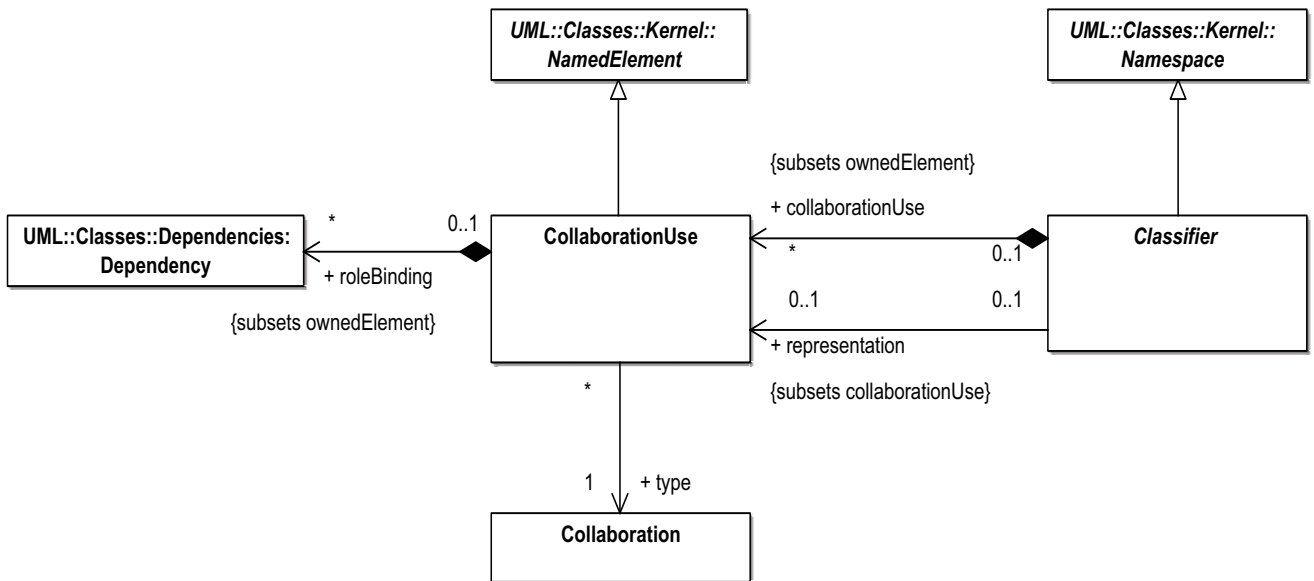 UML::Classes::Kernel::
NamedElement
UML::Classes::Kernel::
Namespace
{subsets ownedElement}
+ collaborationUse
*
0..1
UML::Classes::Dependencies:
Dependency
CollaborationUse
Classifier
*
0..1
+ roleBinding
0..1
0..1
{subsets ownedElement}
+ representation
*
{subsets collaborationUse}
1
+ type
Collaboration